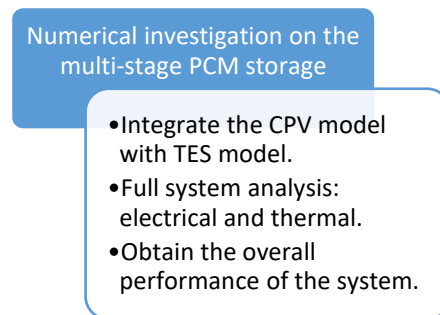 Numerical investigation on the
multi-stage PCM storage
•Integrate the CPV model
with TES model.
•Full system analysis:
electrical and thermal.
•Obtain the overall
performance of the system.